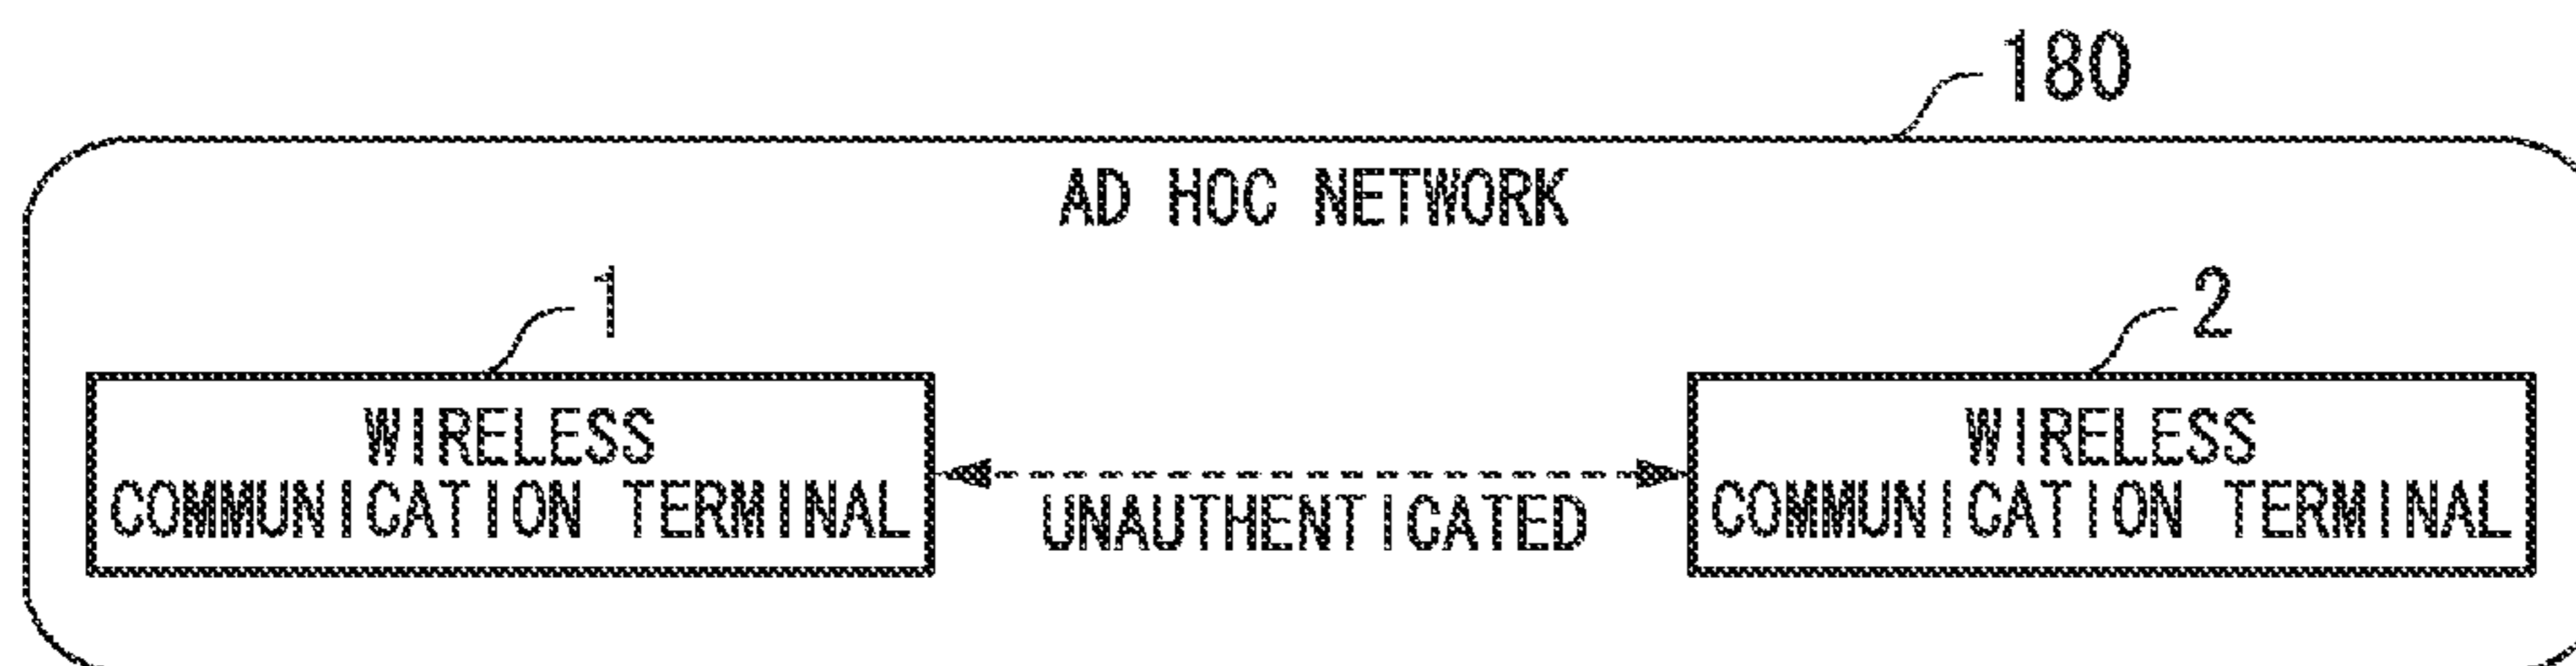 180
AD HOC NETWORK
1
2
WIRELESS
COMMUNICATION TERMINAL
UNAUTHENTICATED
WIRELESS
COMMUNICATION TERMINAL